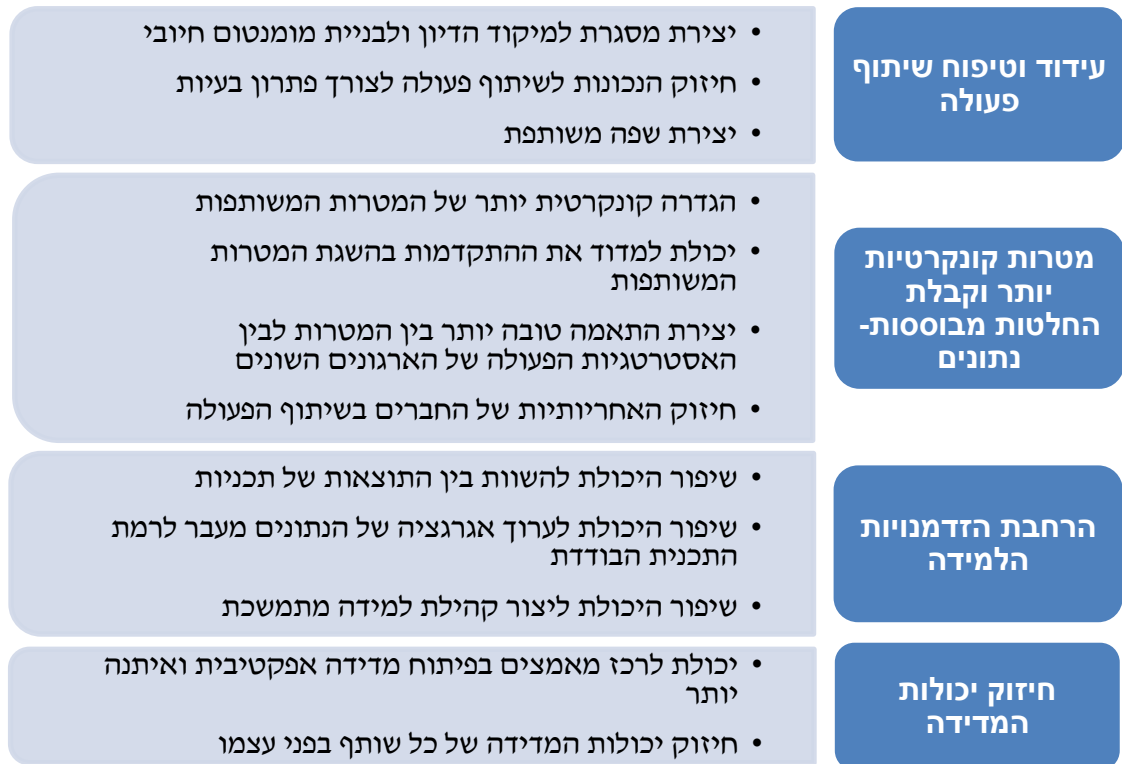 עידוד וטיפוח שיתוף
פעולה
• יצירת מסגרת למיקוד הדיון ולבניית מומנטום חיובי
• חיזוק הנכונות לשיתוף פעולה לצורך פתרון בעיות
• יצירת שפה משותפת
מטרות קונקרטיות
יותר וקבלת
החלטות מבוססות-
נתונים
• הגדרה קונקרטית יותר של המטרות המשותפות
• יכולת למדוד את ההתקדמות בהשגת המטרות
המשותפות
• יצירת התאמה טובה יותר בין המטרות לבין
האסטרטגיות הפעולה של הארגונים השונים
• חיזוק האחריותיות של החברים בשיתוף הפעולה
הרחבת הזדמנויות
הלמידה
• שיפור היכולת להשוות בין התוצאות של תכניות
• שיפור היכולת לערוך אגרגציה של הנתונים מעבר לרמת
התכנית הבודדת
• שיפור היכולת ליצור קהילת למידה מתמשכת
חיזוק יכולות
המדידה
• יכולת לרכז מאמצים בפיתוח מדידה אפקטיבית ואיתנה
יותר
• חיזוק יכולות המדידה של כל שותף בפני עצמו